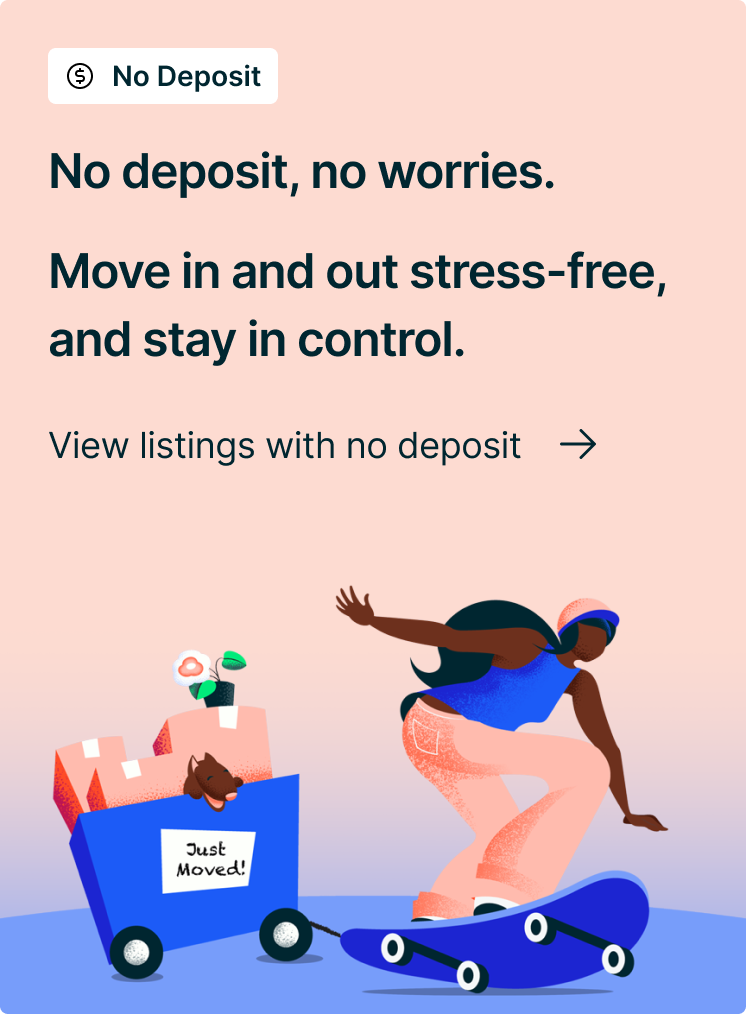 No Deposit
No deposit, no worries.
Move in and out stress-free,
and stay in control.
View listings with no deposit
Just
Moved!